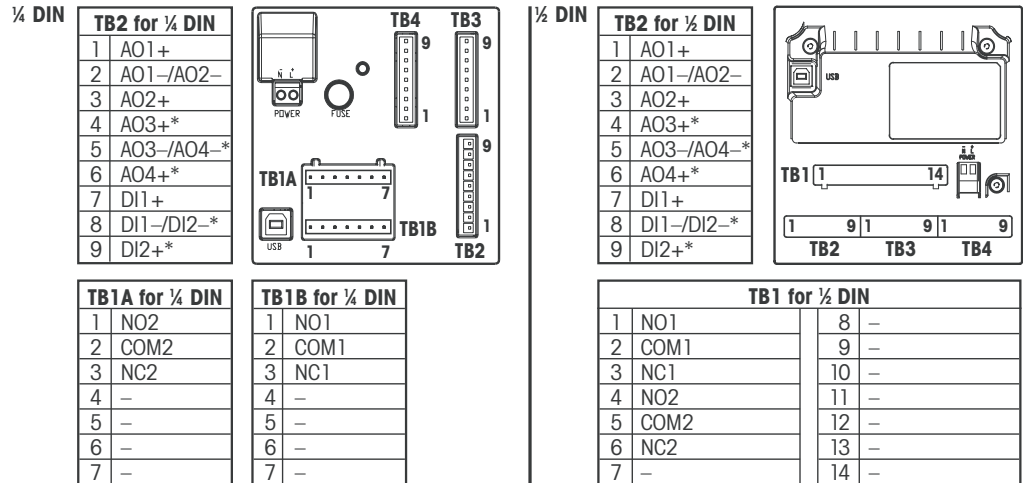 ¼ DIN
TB2 for ¼ DIN
1 AO1+
2 AO1–/AO2–
3 AO2+
4 AO3+*
5 AO3–/AO4–*
6 AO4+*
7 DI1+
8 DI1–/DI2–*
9 DI2+*
TB4 TB3
9 9
N L
POWER FUSE
1 1
9
TB1A
1 7
TB1B
USB
1 7
1
TB2
TB1A for ¼ DIN
1 NO2
2 COM2
3 NC2
4 –
5 –
6 –
7 –
TB1B for ¼ DIN
1 NO1
2 COM1
3 NC1
4 –
5 –
6 –
7 –
½ DIN
TB2 for ½ DIN
1 AO1+
2 AO1–/AO2–
3 AO2+
4 AO3+*
5 AO3–/AO4–*
6 AO4+*
7 DI1+
8 DI1–/DI2–*
9 DI2+*
USB
N L
POWER
TB1 1 14
1 9 1 9 1 9
TB2 TB3 TB4
TB1 for ½ DIN
1 NO1 8 –
2 COM1 9 –
3 NC1 10 –
4 NO2 11 –
5 COM2 12 –
6 NC2 13 –
7 – 14 –